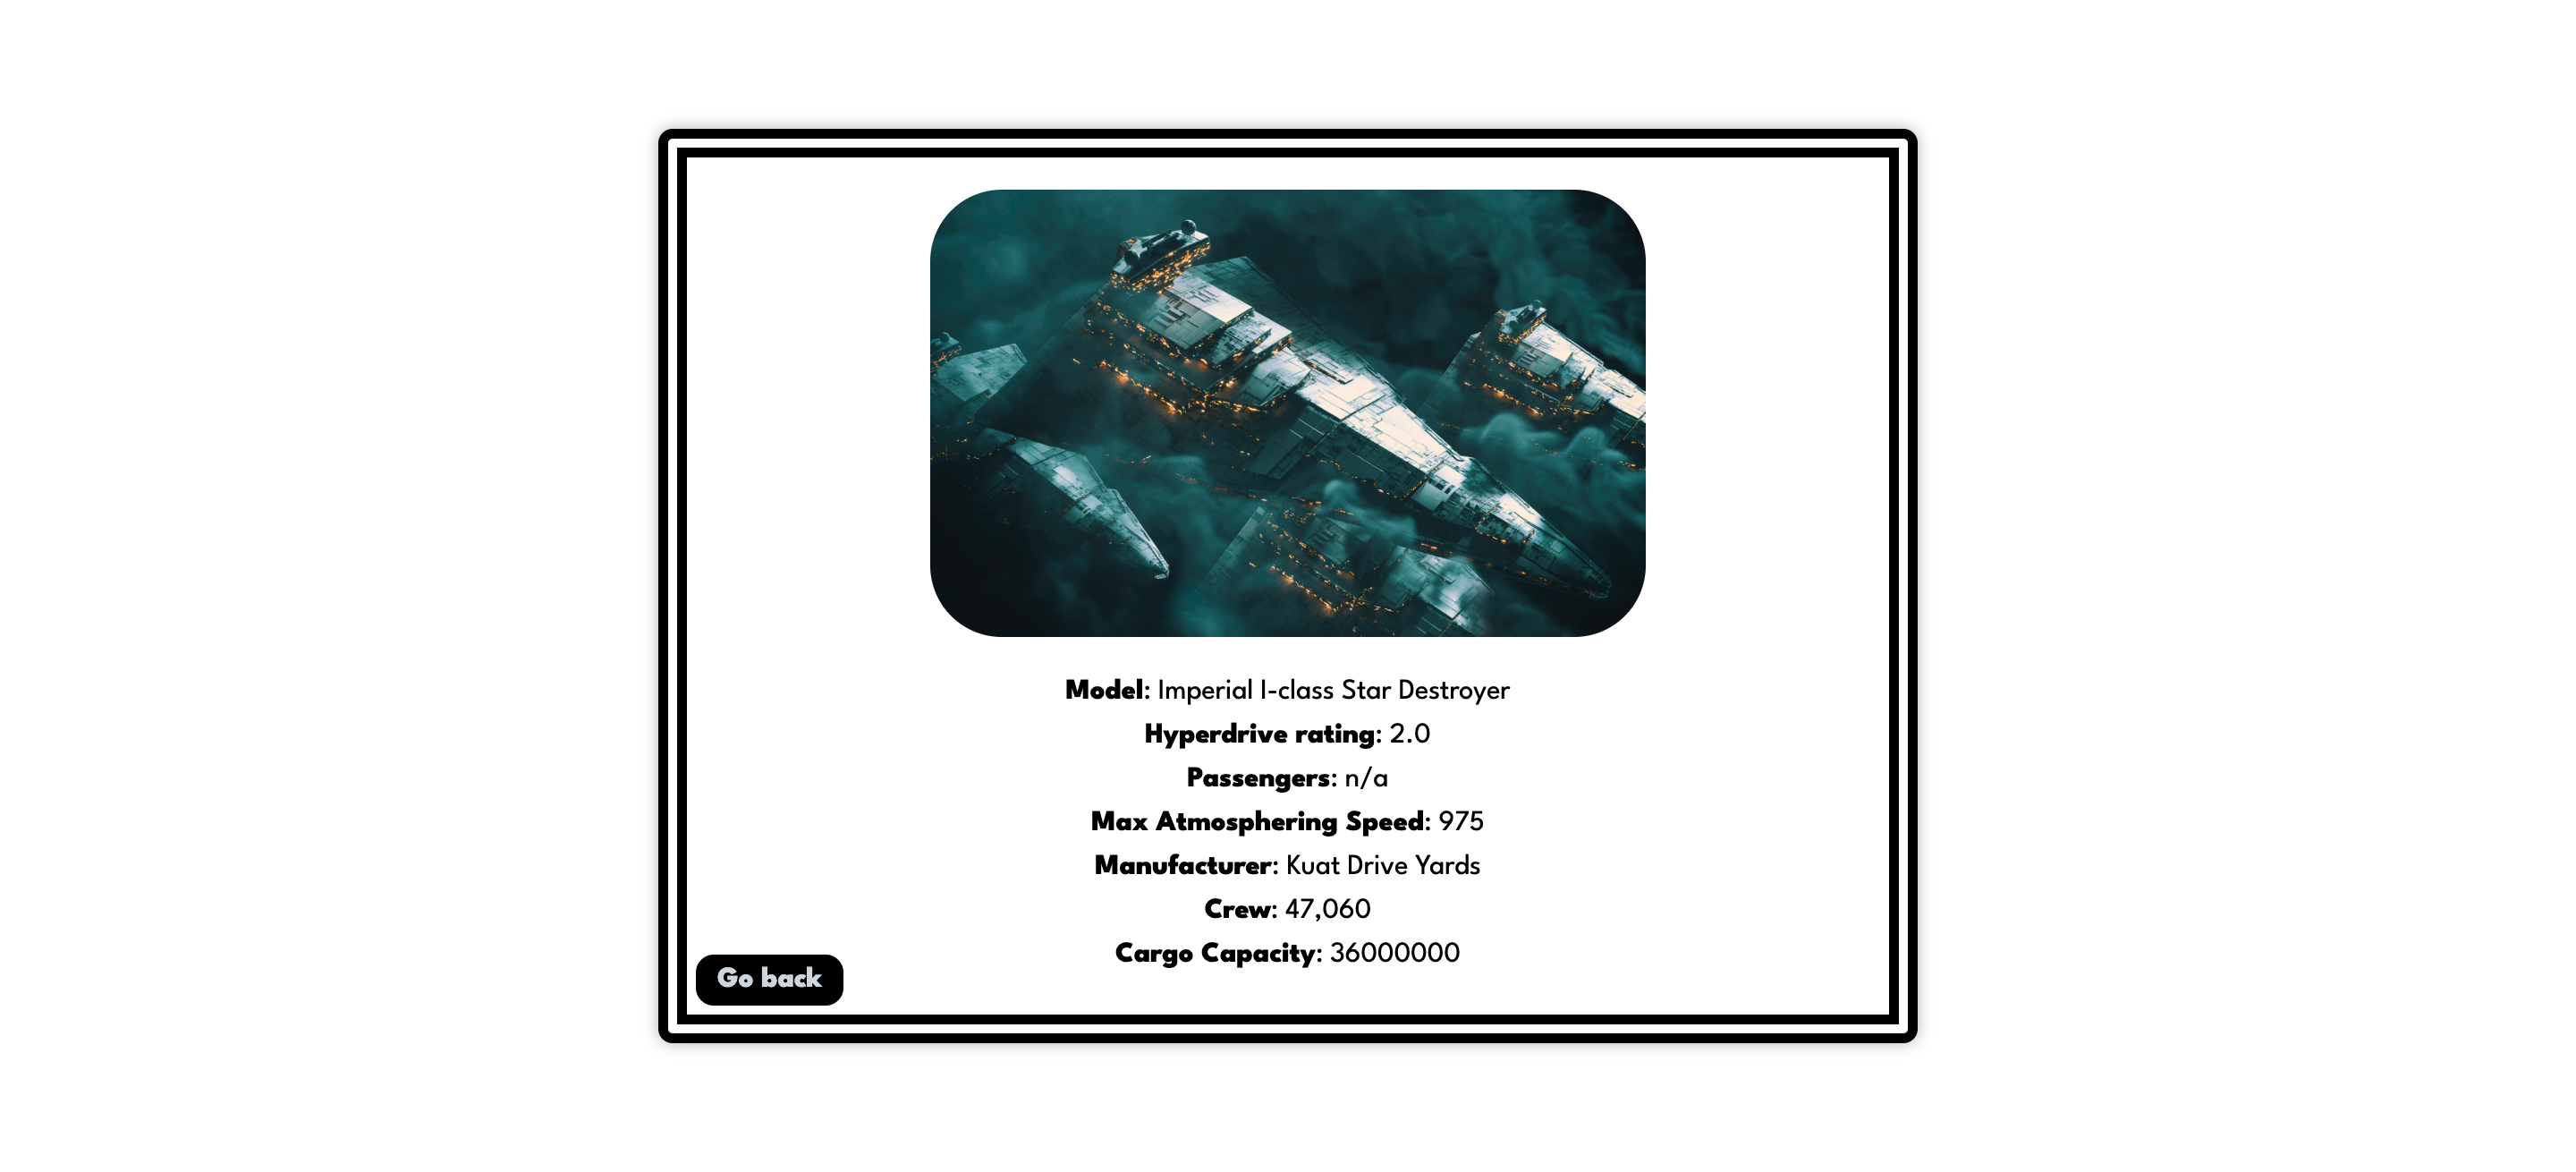 Model: Imperial I-class Star Destroyer
Hyperdrive rating: 2.0
Passengers: n/a
Max Atmosphering Speed: 975
Manufacturer: Kuat Drive Yards
Crew: 47,060
Cargo Capacity: 36000000
Go back